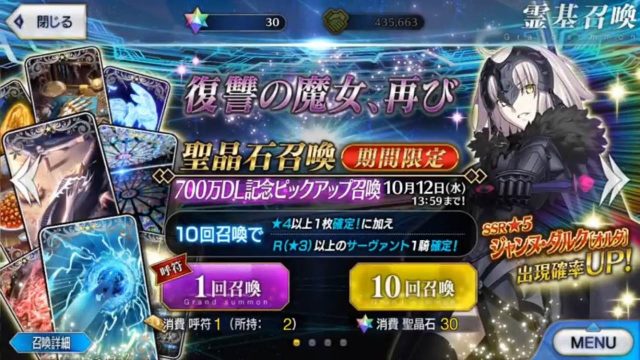 閉じる
30
435,663
霊基召喚
Grand summon
復讐の魔女、再び
聖晶石召喚 期間限定
700万DL記念ピックアップ召喚 10月12日(水)
13:59まで!
10回召喚で ★4以上1枚確定!に加え
R(★3)以上のサーヴァント1騎確定!
SSR★5
ジャンヌ・ダルク[オルタ]
出現確率UP!
呼符
1回召喚
Grand summon
10回召喚
Grand summon
消費 呼符 1 (所持: 2)
消費 聖晶石 30
召喚詳細
MENU